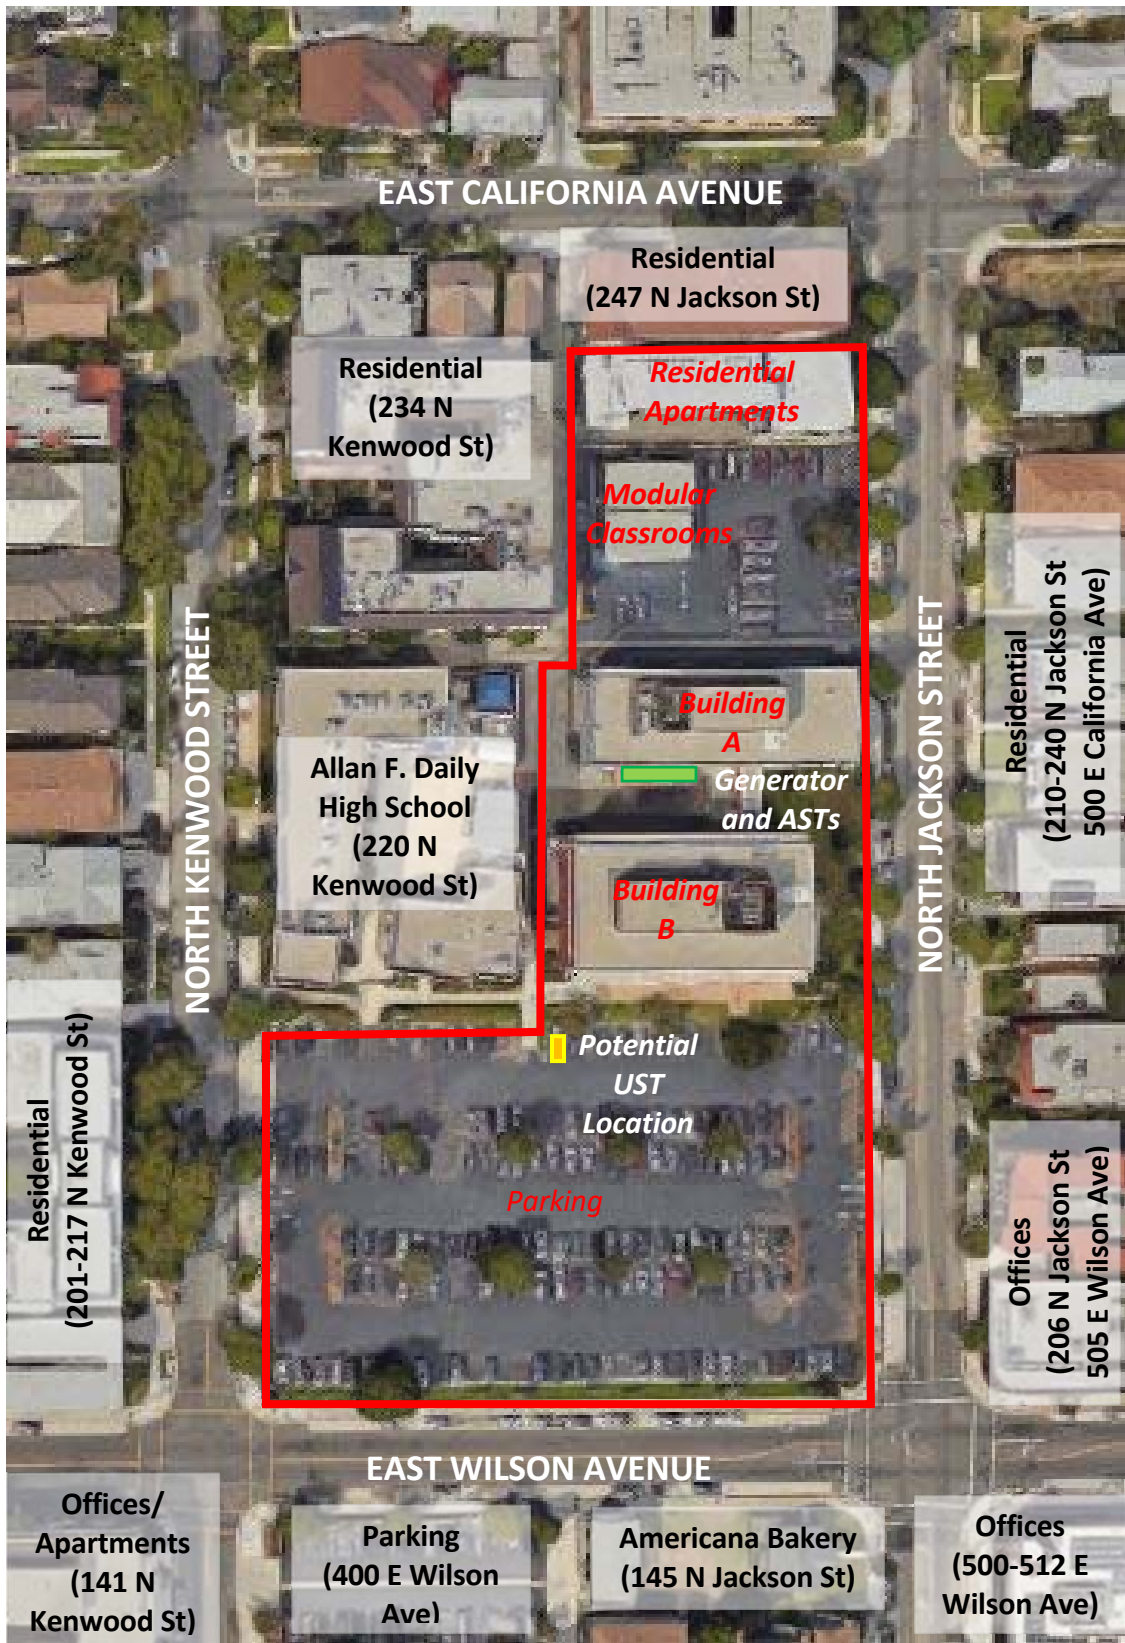 EAST CALIFORNIA AVENUE
Residential
(247 N Jackson St)
Residential
(234 N
Kenwood St)
Residential
Apartments
Modular
Classrooms
NORTH KENWOOD STREET
Allan F. Daily
High School
(220 N
Kenwood St)
Building
A
Generator
and ASTs
Building
B
NORTH JACKSON STREET
Residential
(210-240 N Jackson St
500 E California Ave)
Residential
(201-217 N Kenwood St)
Potential
UST
Location
Parking
Offices
(206 N Jackson St
505 E Wilson Ave)
EAST WILSON AVENUE
Offices/
Apartments
(141 N
Kenwood St)
Parking
(400 E Wilson
Ave)
Americana Bakery
(145 N Jackson St)
Offices
(500-512 E
Wilson Ave)